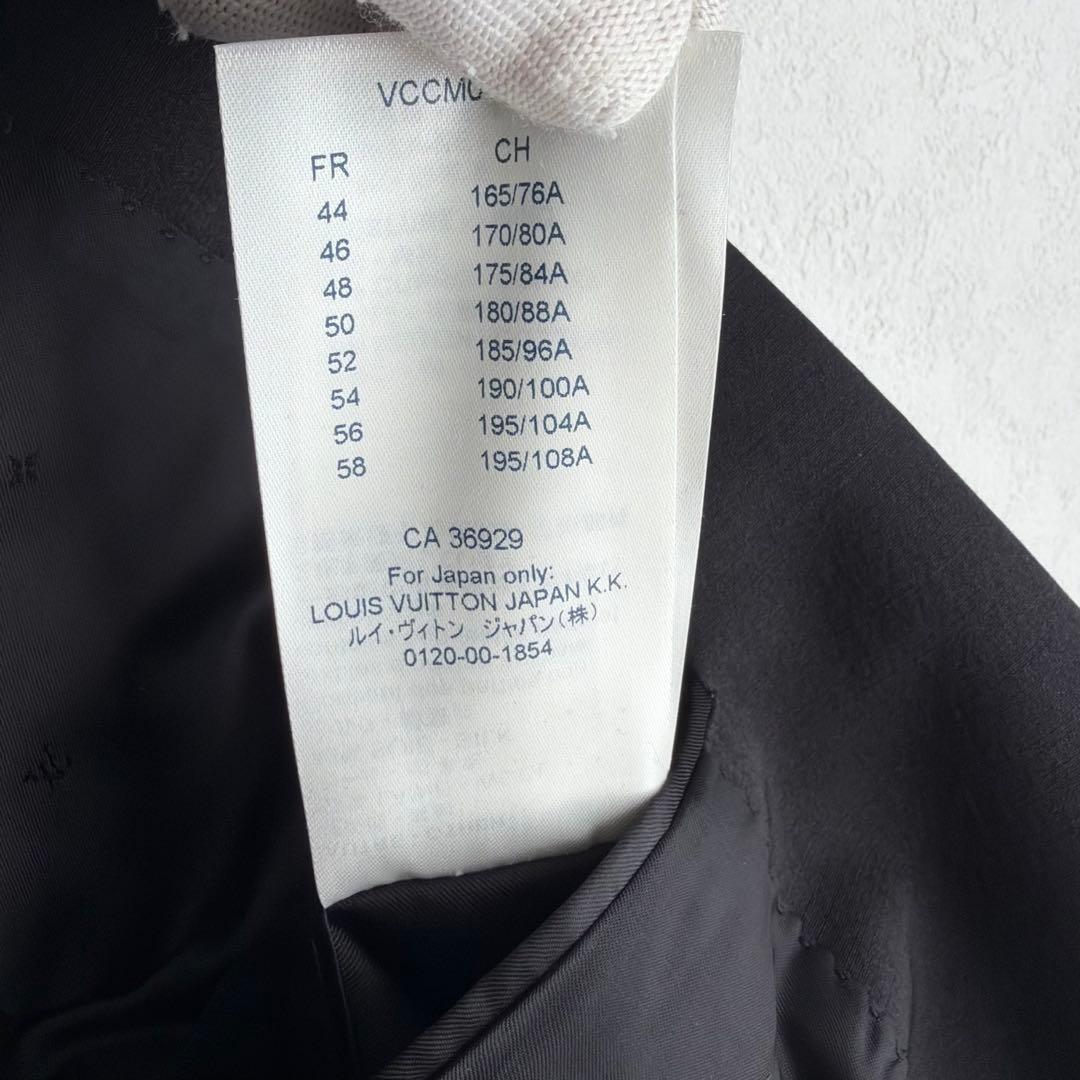 VCCM
FR CH
44 165/76A
46 170/80A
48 175/84A
50 180/88A
52 185/96A
54 190/100A
56 195/104A
58 195/108A
CA 36929
For Japan only:
LOUIS VUITTON JAPAN K.K.
ルイ・ヴィトン ジャパン(株)
0120-00-1854